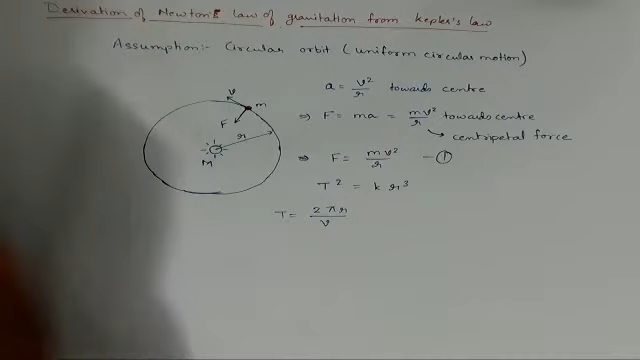 Derivation of Newton's law of gravitation from Kepler's law
Assumption:- Circular orbit (uniform circular motion)
a = v²/r towards centre
⇒ F = ma = mv²/r towards centre
centripetal force
⇒ F = mv²/r —①
T² = k r³
T = 2πr/v
v
m
F
r
M